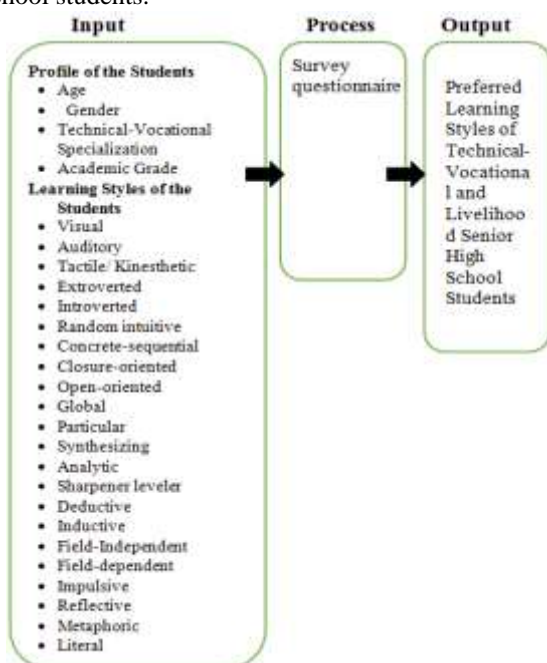 hool students.
Input
Profile of the Students
• Age
• Gender
• Technical-Vocational
Specialization
• Academic Grade
Learning Styles of the
Students
• Visual
• Auditory
• Tactile/ Kinesthetic
• Extroverted
• Introverted
• Random intuitive
• Concrete-sequential
• Closure-oriented
• Open-oriented
• Global
• Particular
• Synthesizing
• Analytic
• Sharpener leveler
• Deductive
• Inductive
• Field-Independent
• Field-dependent
• Impulsive
• Reflective
• Metaphoric
• Literal
Process
Survey
questionnaire
Output
Preferred
Learning
Styles of
Technical-
Vocationa
l and
Livelihoo
d Senior
High
School
Students